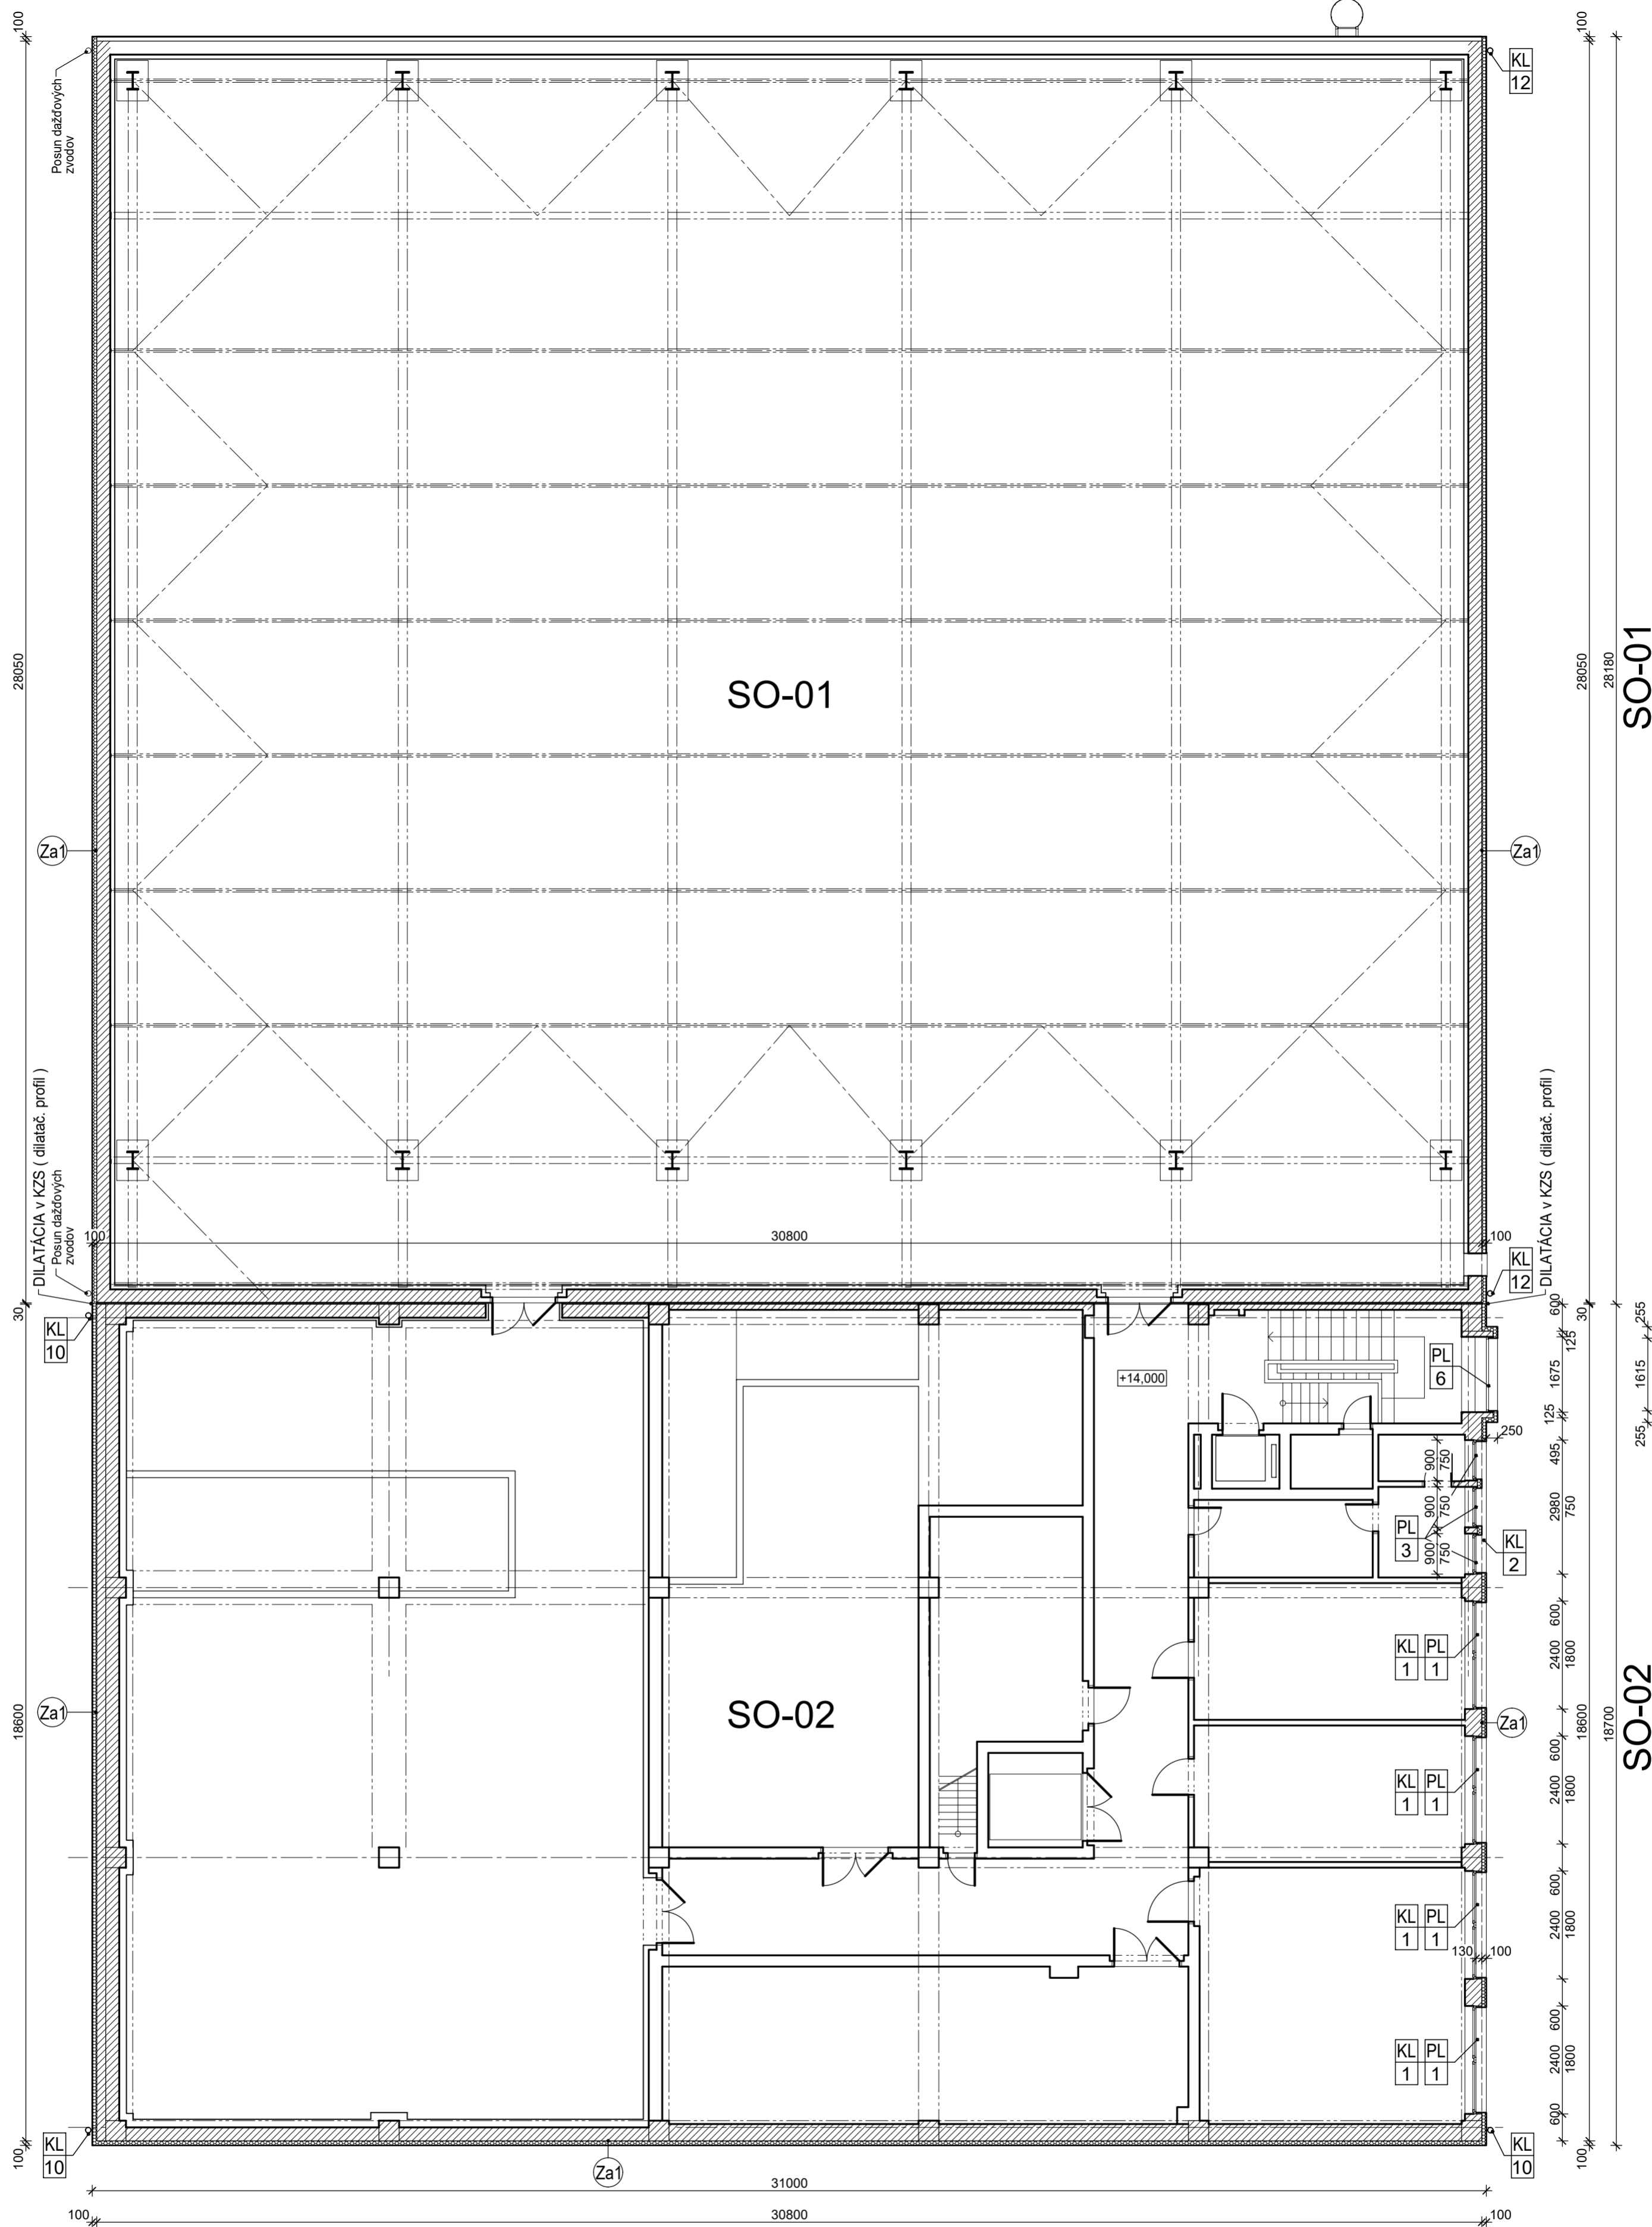 100
100
KL
12
Posun dažďových
zvodov
28050
SO-01
28050
28180
SO-01
Za1
Za1
DILATÁCIA v KZS ( dilatač. profil )
Posun dažďových
zvodov
100
30800
100
KL
12
DILATÁCIA v KZS ( dilatač. profil )
30
KL
10
600
30
255
125
+14,000
PL
6
1675
1615
125
255
250
495
900
750
2980
750
900
750
PL
3
KL
2
900
750
600
KL
1
PL
1
2400
1800
SO-02
Za1
18600
Za1
18600
18700
SO-02
600
KL
1
PL
1
2400
1800
600
KL
1
PL
1
2400
1800
130
100
600
KL
1
PL
1
2400
1800
600
100
KL
10
Za1
KL
10
100
31000
100
30800
100